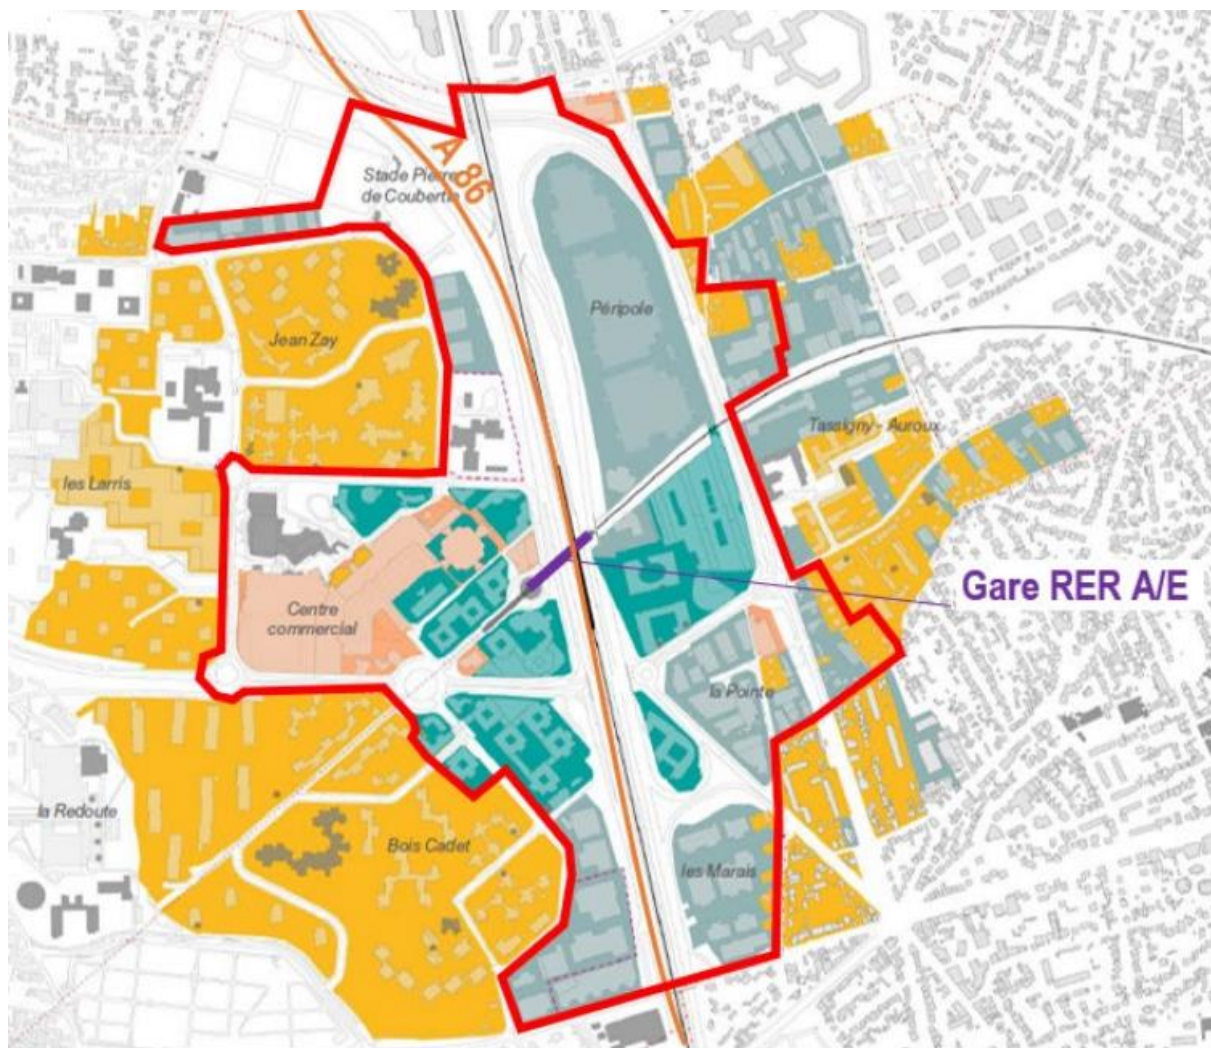 A 86
Stade Pierre
de Coubertin
Péripole
Jean Zay
Tassigny - Auroux
les Larris
Gare RER A/E
Centre
commercial
la Pointe
la Redoute
Bois Cadet
les Marais